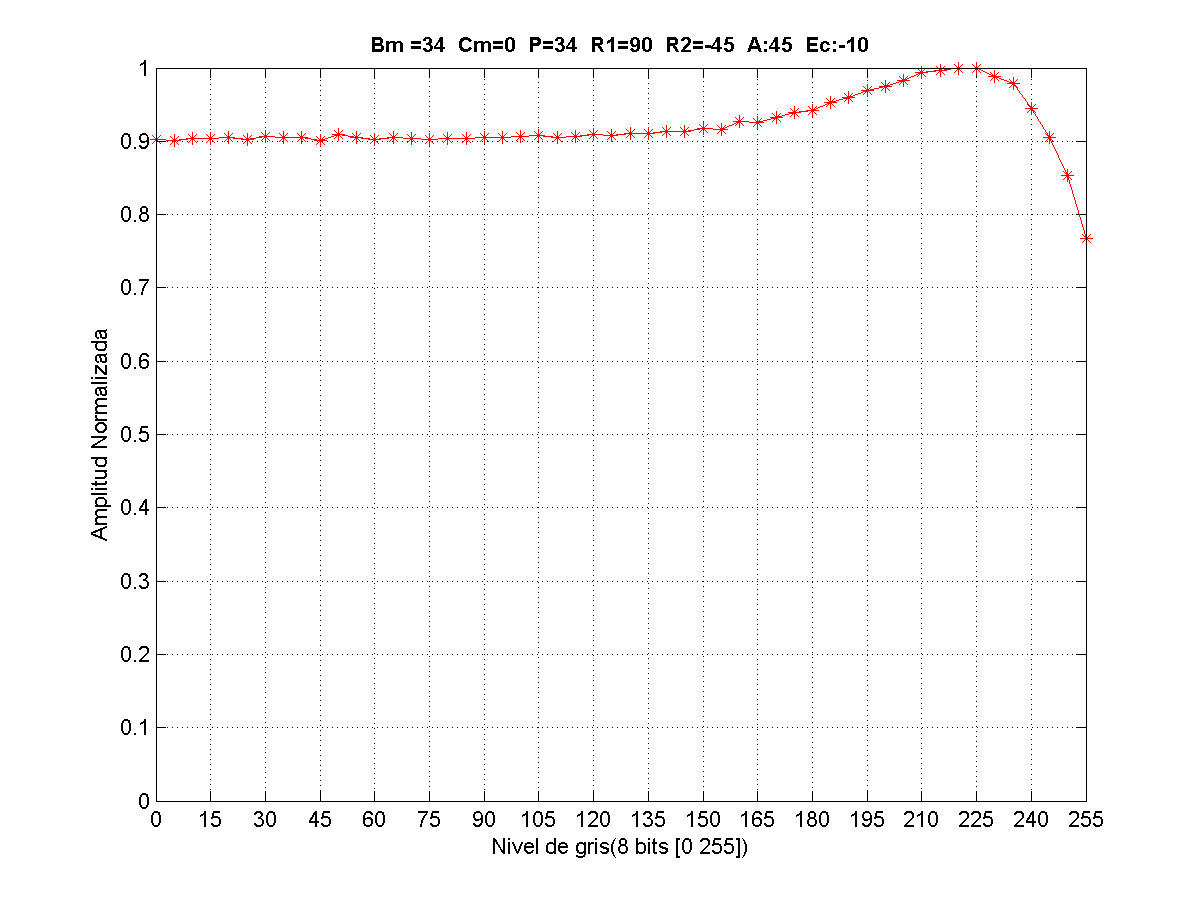 Bm =34  Cm=0  P=34  R1=90  R2=-45  A:45  Ec:-10
1
0.9
0.8
0.7
0.6
0.5
0.4
0.3
0.2
0.1
0
Amplitud Normalizada
0 15 30 45 60 75 90 105 120 135 150 165 180 195 210 225 240 255
Nivel de gris(8 bits [0 255])